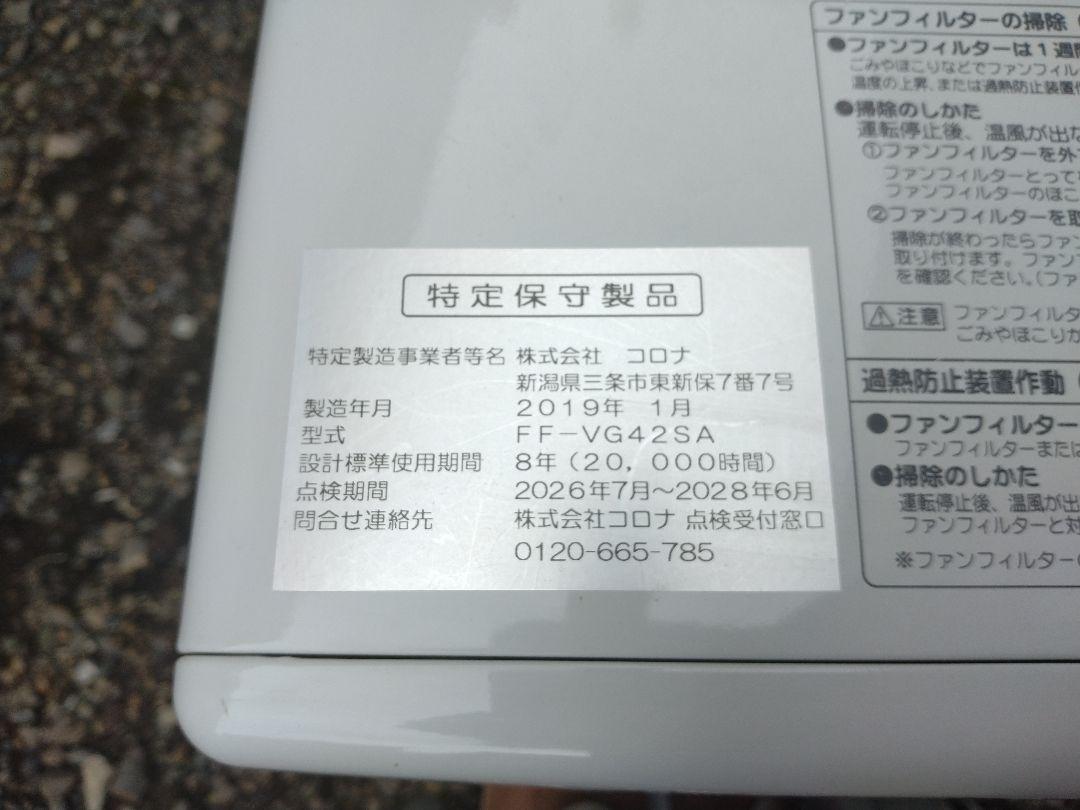 特定保守製品
特定製造事業者等名 株式会社 コロナ
新潟県三条市東新保7番7号
製造年月 2019年 1月
型式 FF-VG42SA
設計標準使用期間 8年(20,000時間)
点検期間 2026年7月~2028年6月
問合せ連絡先 株式会社コロナ 点検受付窓口
0120-665-785
ファンフィルターの掃除
●ファンフィルターは1週間
ごみやほこりなどでファンフィル
温度の上昇、または過熱防止装置
●掃除のしかた
運転停止後、温風が出な
①ファンフィルターを外
ファンフィルターとって
ファンフィルターのほこ
②ファンフィルターを取
掃除が終わったらファン
取り付けます。ファン
を確認ください。(ファ
⚠注意 ファンフィルタ
ごみやほこりが
過熱防止装置作動
●ファンフィルター
ファンフィルターまた
●掃除のしかた
運転停止後、温風が出
ファンフィルターと対
※ファンフィルター